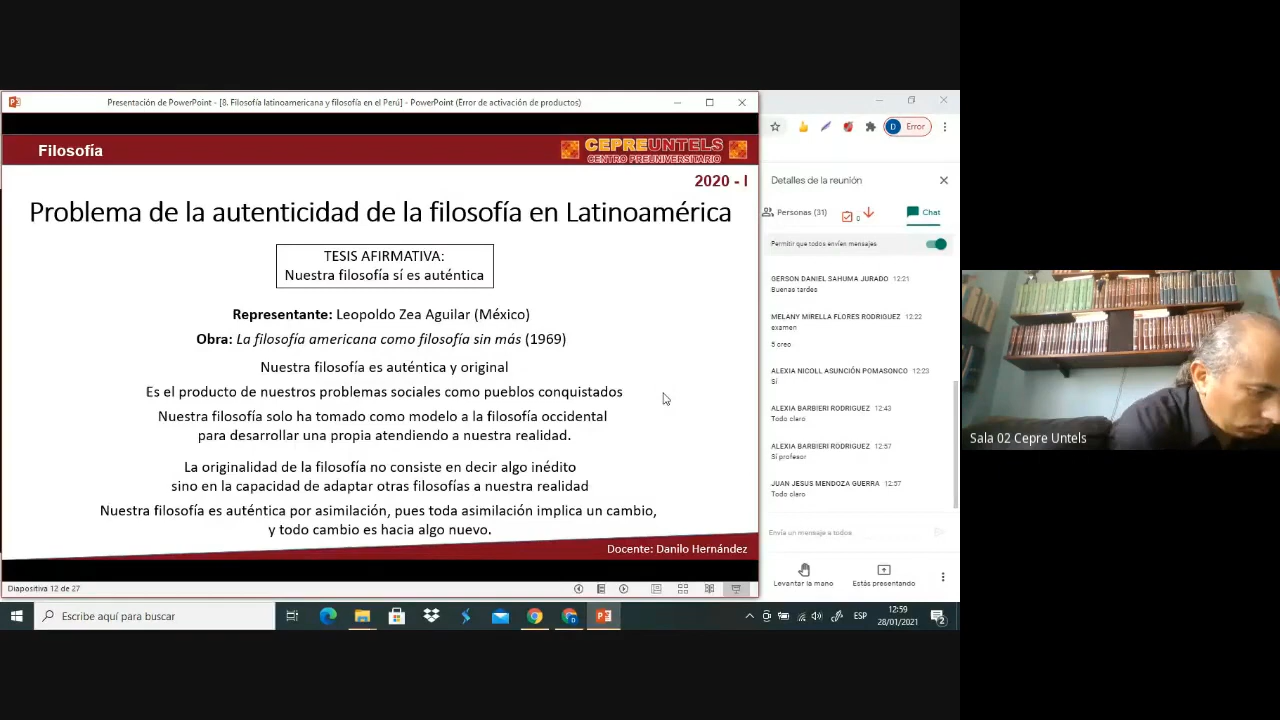 Presentación de PowerPoint - [8. Filosofía latinoamericana y filosofía en el Perú] - PowerPoint (Error de activación de productos)
Filosofía
CEPREUNTELS
CENTRO PREUNIVERSITARIO
2020 - I
Problema de la autenticidad de la filosofía en Latinoamérica
TESIS AFIRMATIVA:
Nuestra filosofía sí es auténtica
Representante: Leopoldo Zea Aguilar (México)
Obra: La filosofía americana como filosofía sin más (1969)
Nuestra filosofía es auténtica y original
Es el producto de nuestros problemas sociales como pueblos conquistados
Nuestra filosofía solo ha tomado como modelo a la filosofía occidental
para desarrollar una propia atendiendo a nuestra realidad.
La originalidad de la filosofía no consiste en decir algo inédito
sino en la capacidad de adaptar otras filosofías a nuestra realidad
Nuestra filosofía es auténtica por asimilación, pues toda asimilación implica un cambio,
y todo cambio es hacia algo nuevo.
Docente: Danilo Hernández
Diapositiva 12 de 27
D Error
Detalles de la reunión
Personas (31)
0
Chat
Permitir que todos envíen mensajes
GERSON DANIEL SAHUMA JURADO 12:21
Buenas tardes
MELANY MIRELLA FLORES RODRIGUEZ 12:22
examen
5 creo
ALEXIA NICOLL ASUNCIÓN POMASONCO 12:23
Sí
ALEXIA BARBIERI RODRIGUEZ 12:43
Todo claro
ALEXIA BARBIERI RODRIGUEZ 12:57
Sí profesor
JUAN JESUS MENDOZA GUERRA 12:57
Todo claro
Envía un mensaje a todos
Levantar la mano
Estás presentando
Escribe aquí para buscar
ESP
12:59
28/01/2021
2
Sala 02 Cepre Untels